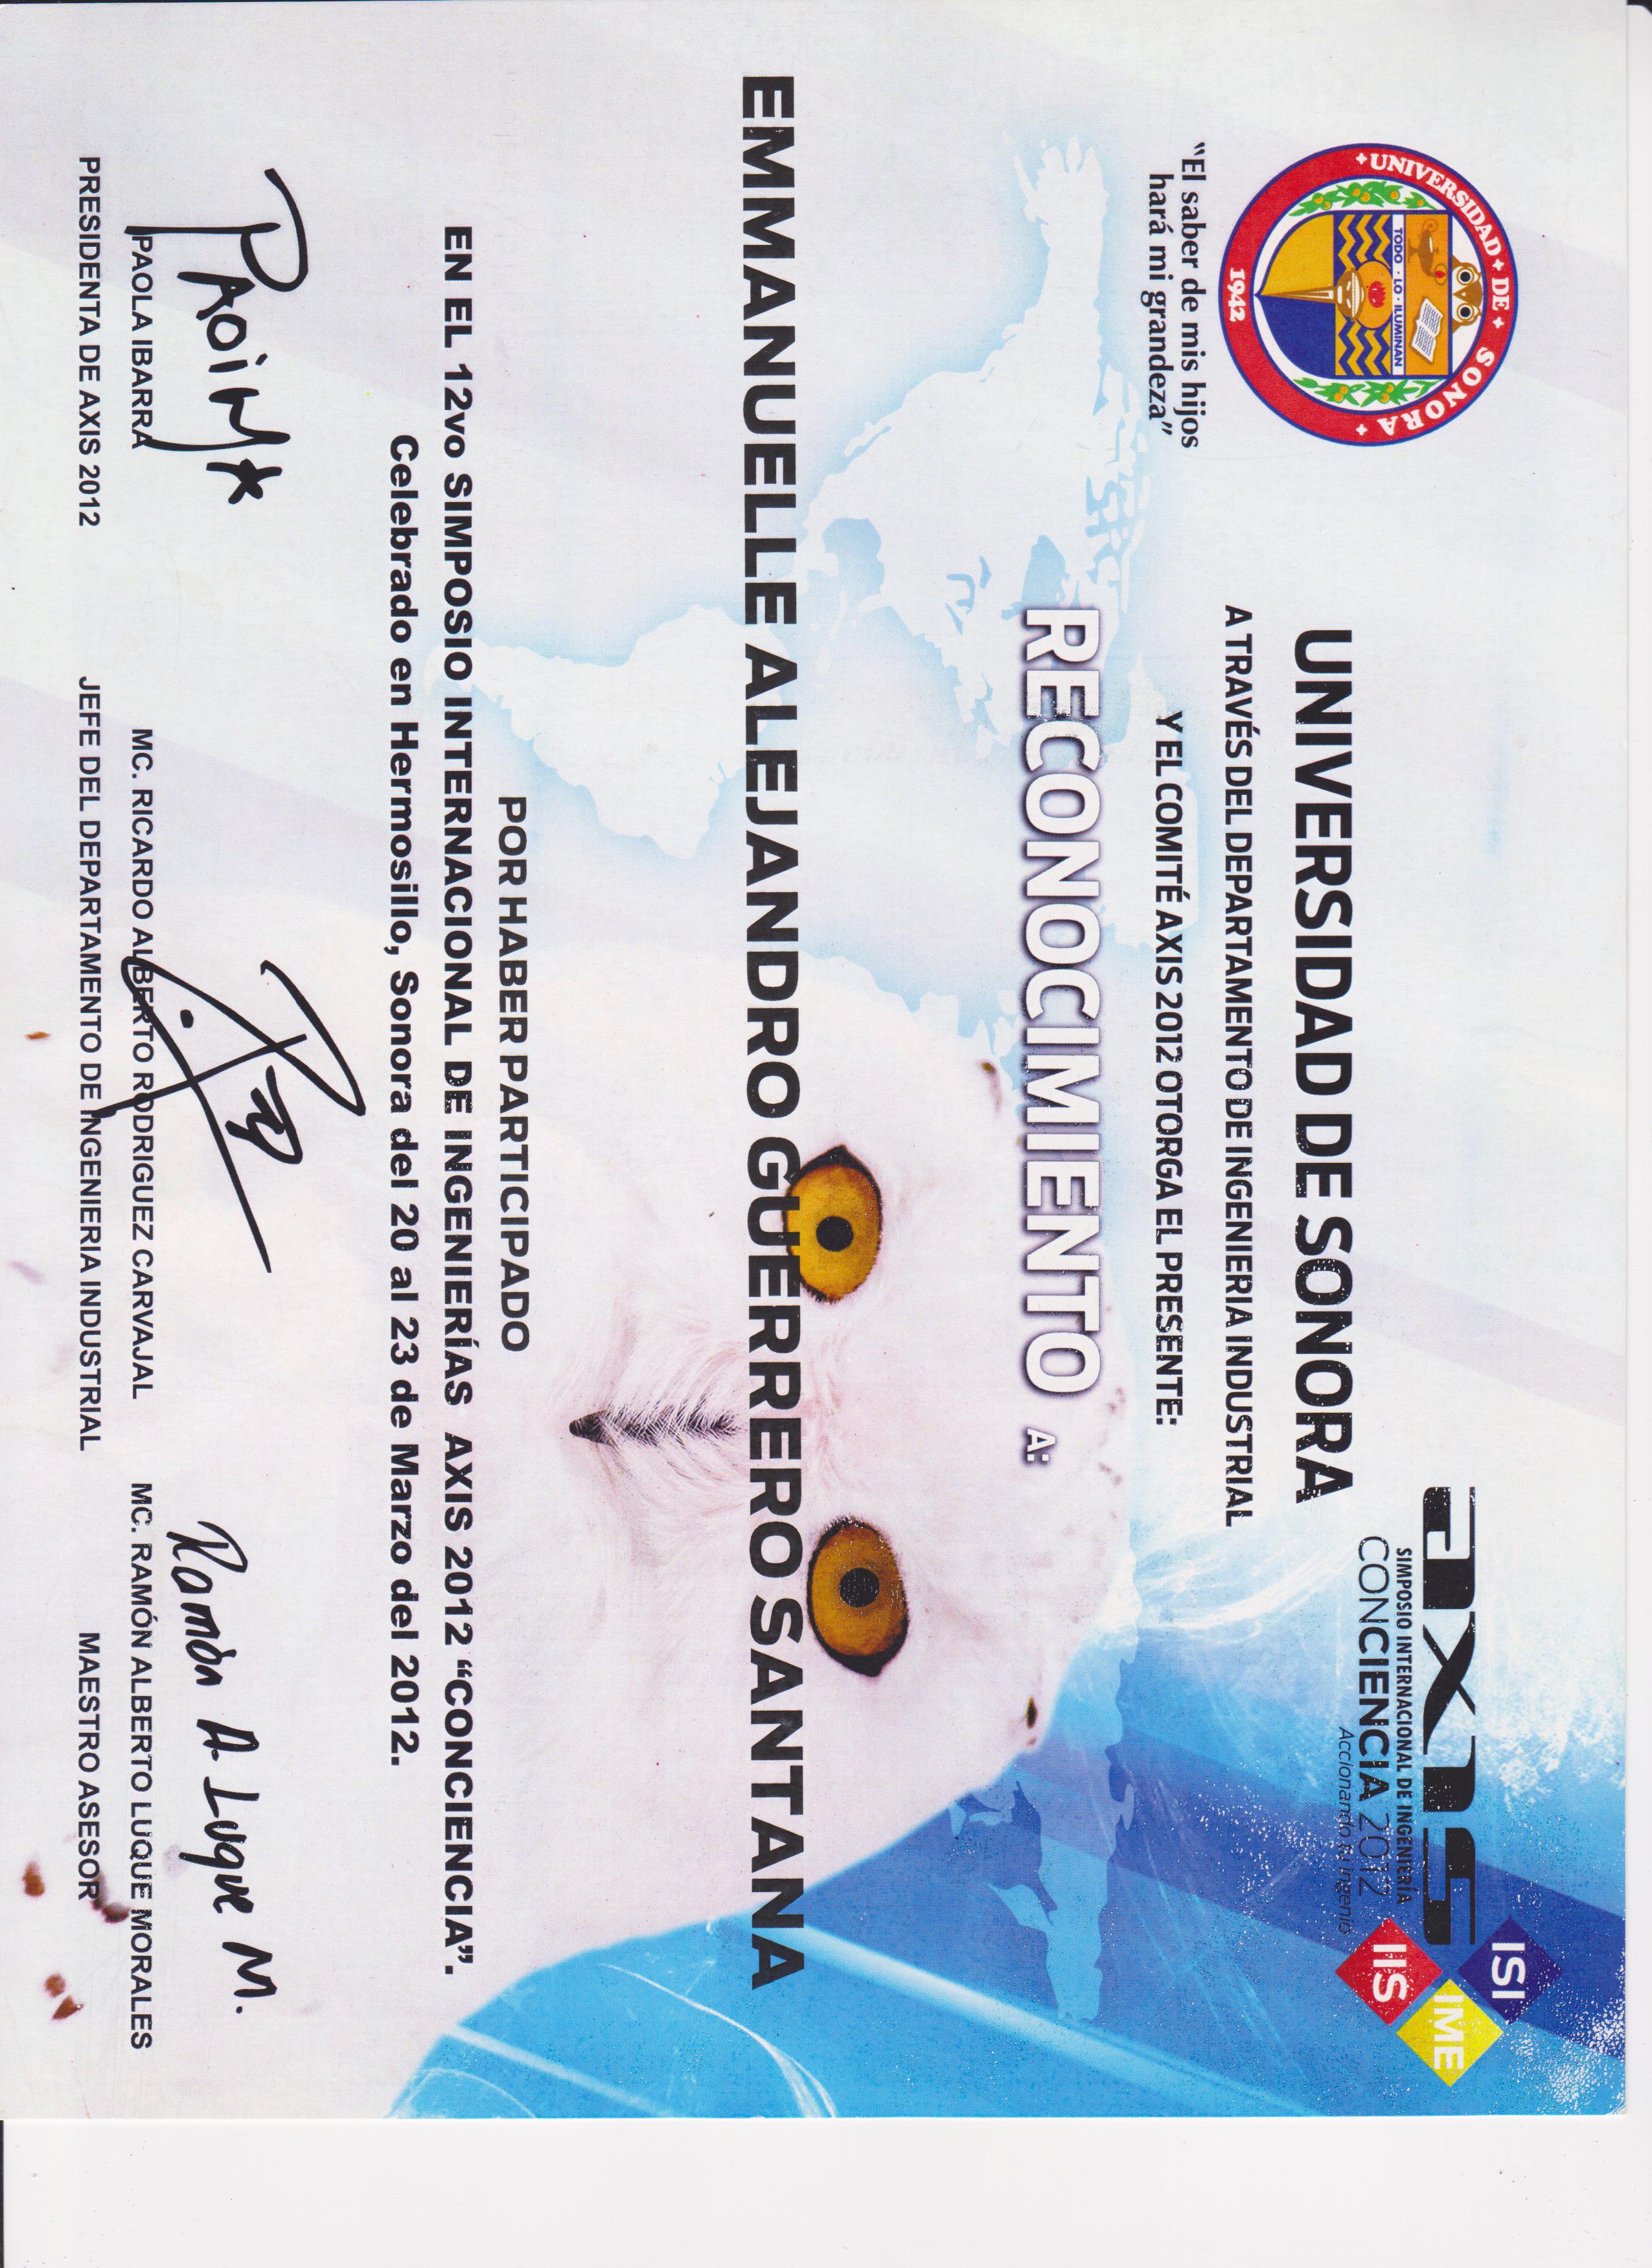 UNIVERSIDAD DE SONORA
TODO · LO · ILUMINAN
1942
"El saber de mis hijos
hará mi grandeza"
axis
SIMPOSIO INTERNACIONAL DE INGENIERÍA
CONCIENCIA 2012
Accionando tu ingenio
ISI
IME
IIS
UNIVERSIDAD DE SONORA
A TRAVÉS DEL DEPARTAMENTO DE INGENIERIA INDUSTRIAL
Y EL COMITÉ AXIS 2012 OTORGA EL PRESENTE:
RECONOCIMIENTO A:
EMMANUELLE ALEJANDRO GUERRERO SANTANA
POR HABER PARTICIPADO
EN EL 12vo SIMPOSIO INTERNACIONAL DE INGENIERÍAS AXIS 2012 “CONCIENCIA”.
Celebrado en Hermosillo, Sonora del 20 al 23 de Marzo del 2012.
Ramón A. Luque M.
PAOLA IBARRA
MC. RICARDO ALBERTO RODRIGUEZ CARVAJAL
MC. RAMÓN ALBERTO LUQUE MORALES
PRESIDENTA DE AXIS 2012
JEFE DEL DEPARTAMENTO DE INGENIERIA INDUSTRIAL
MAESTRO ASESOR